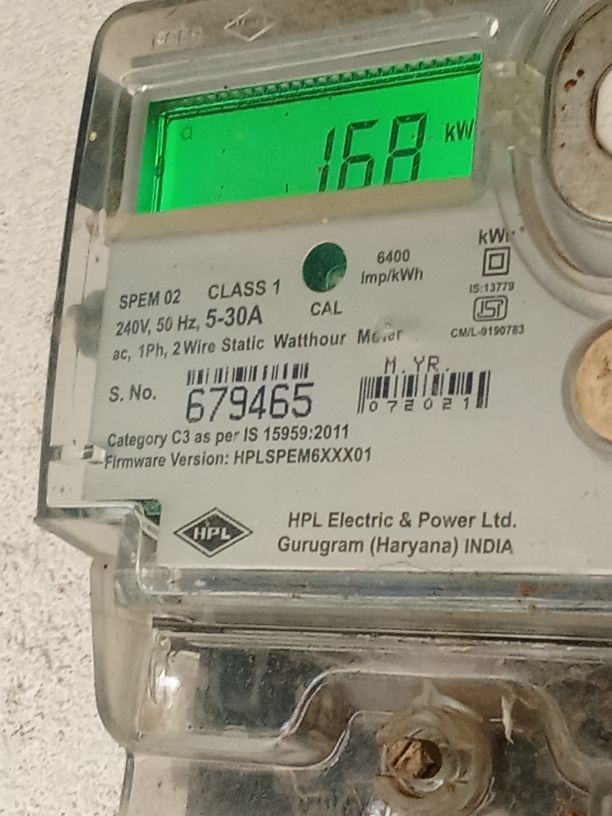 HPL
168 kW
6400
Imp/kWh
kWh
SPEM 02 CLASS 1
CAL
IS:13779
240V, 50 Hz, 5-30A
CM/L-9190783
ac, 1Ph, 2 Wire Static Watthour Meter
S. No.
679465
M.YR.
072021
Category C3 as per IS 15959:2011
Firmware Version: HPLSPEM6XXX01
HPL
HPL Electric & Power Ltd.
Gurugram (Haryana) INDIA